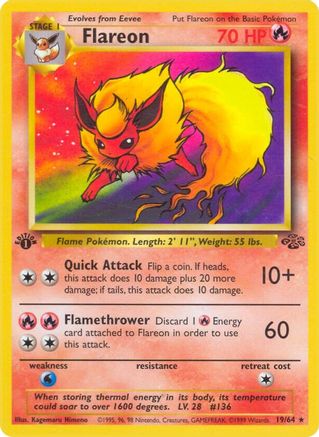 Evolves from Eevee
Put Flareon on the Basic Pokémon
STAGE 1
Flareon
70 HP
EDITION
1
Flame Pokémon. Length: 2' 11", Weight: 55 lbs.
Quick Attack Flip a coin. If heads,
this attack does 10 damage plus 20 more
damage; if tails, this attack does 10 damage.
10+
Flamethrower Discard 1 Energy
card attached to Flareon in order to use
this attack.
60
weakness
resistance
retreat cost
When storing thermal energy in its body, its temperature
could soar to over 1600 degrees. LV. 28 #136
Illus. Kagemaru Himeno
©1995, 96, 98 Nintendo, Creatures, GAMEFREAK. ©1999 Wizards.
19/64 ★